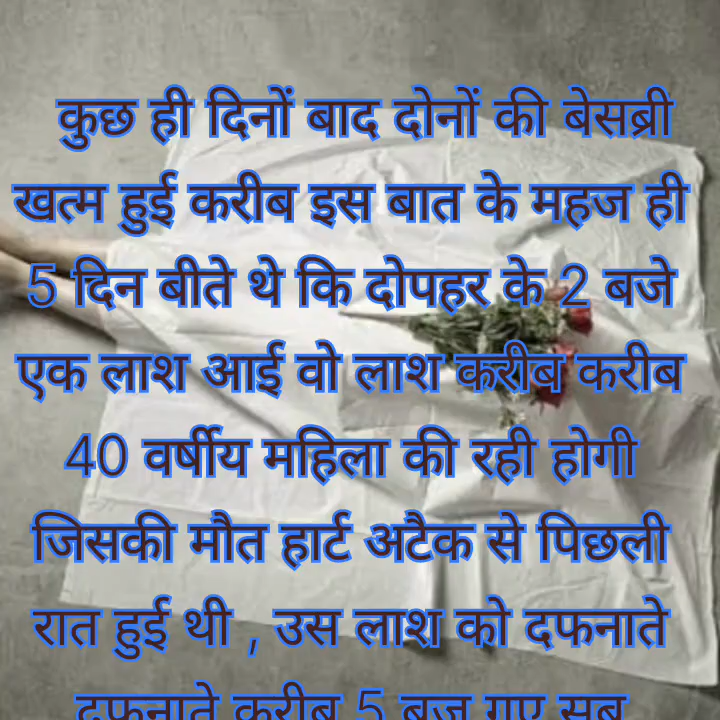 कुछ ही दिनों बाद दोनों की बेसब्री
खत्म हुई करीब इस बात के महज ही
5 दिन बीते थे कि दोपहर के 2 बजे
एक लाश आई वो लाश करीब करीब
40 वर्षीय महिला की रही होगी
जिसकी मौत हार्ट अटैक से पिछली
रात हुई थी , उस लाश को दफनाते
दफनाते करीब 5 बज गए सब